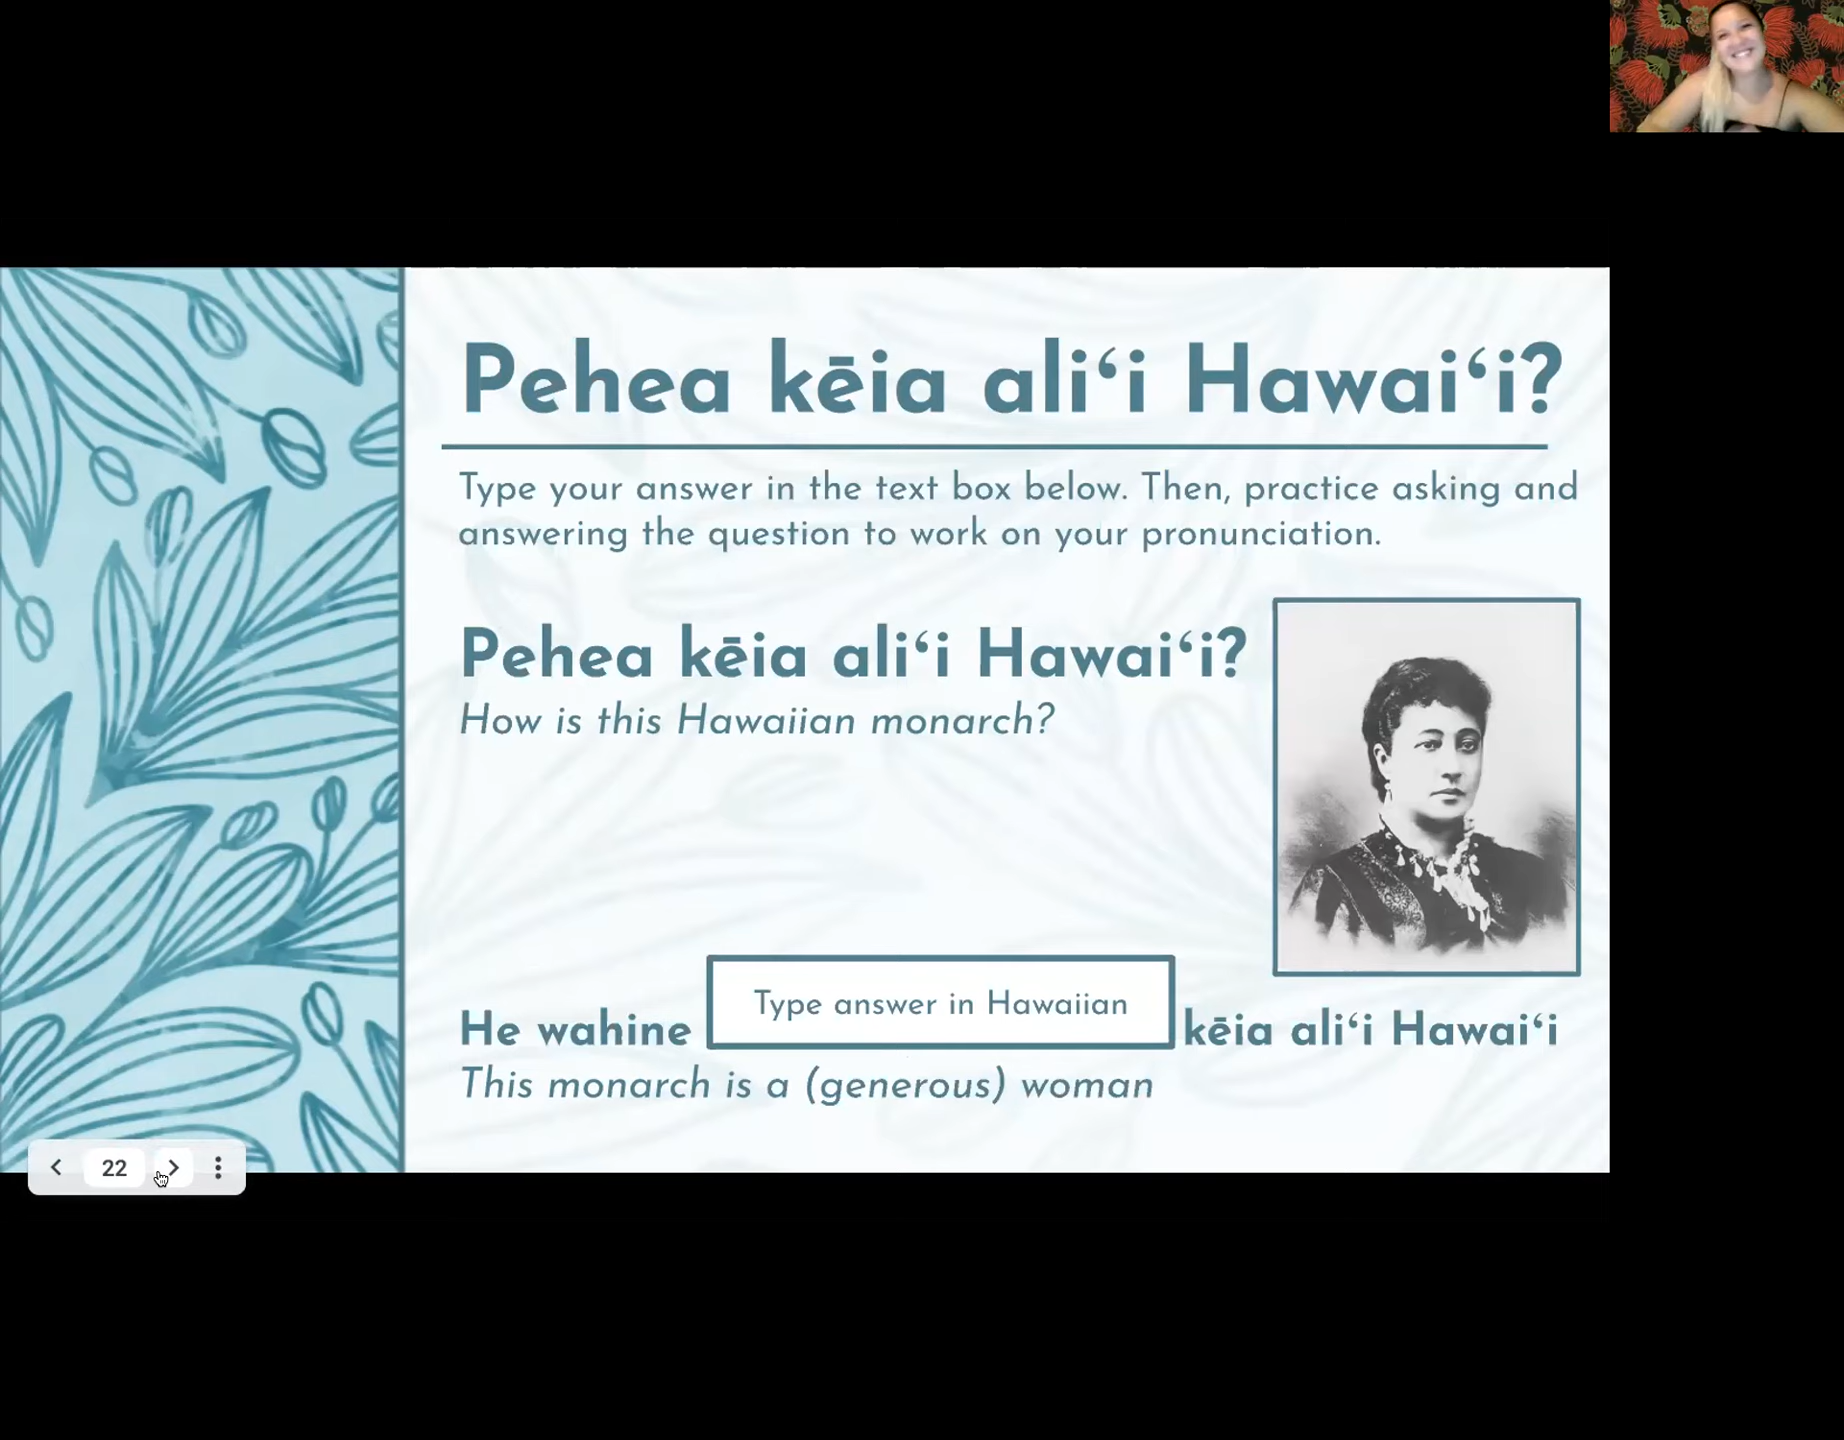 Pehea kēia aliʻi Hawaiʻi?
Type your answer in the text box below. Then, practice asking and
answering the question to work on your pronunciation.
Pehea kēia aliʻi Hawaiʻi?
How is this Hawaiian monarch?
He wahine Type answer in Hawaiian kēia aliʻi Hawaiʻi
This monarch is a (generous) woman
22